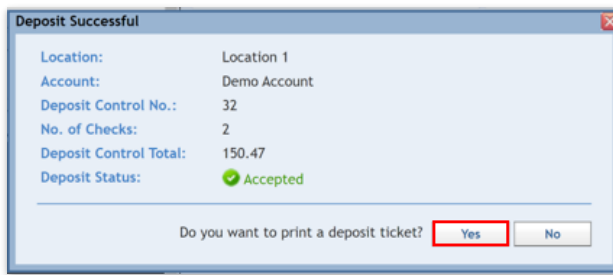 Deposit Successful
Location: Location 1
Account: Demo Account
Deposit Control No.: 32
No. of Checks: 2
Deposit Control Total: 150.47
Deposit Status: Accepted
Do you want to print a deposit ticket? Yes No